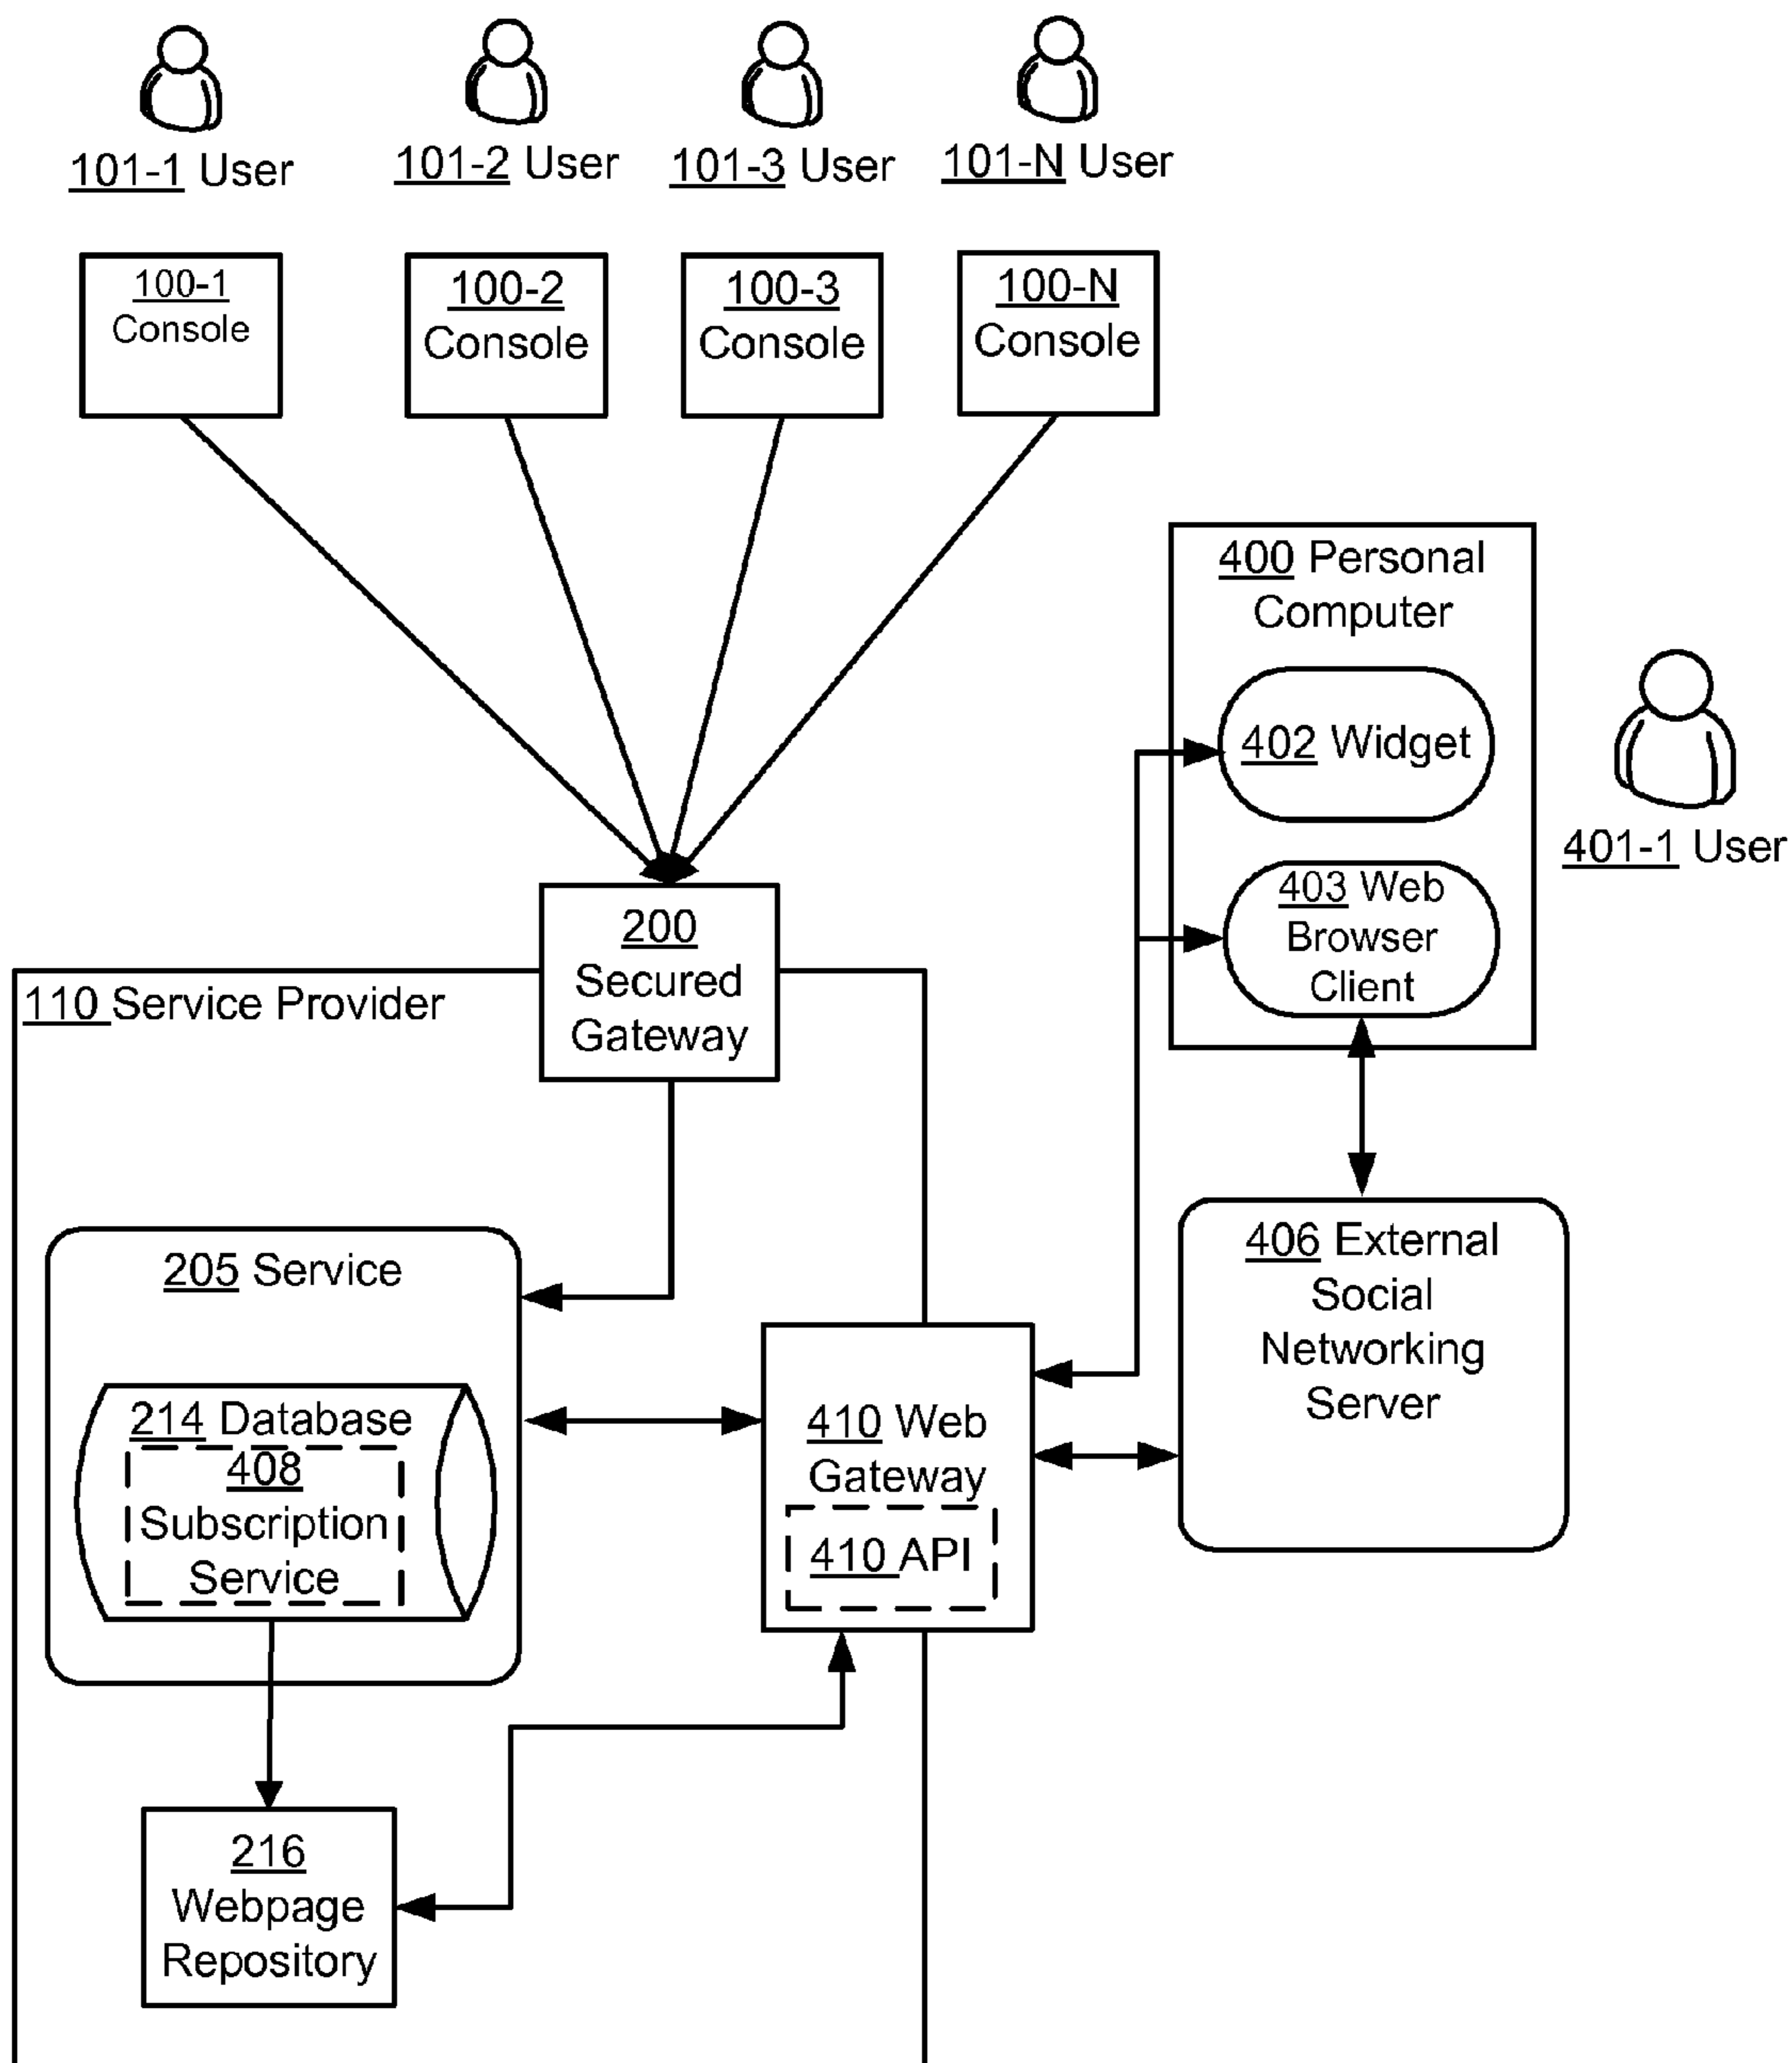 101-1 User
101-2 User
101-3 User
101-N User
100-1
Console
100-2
Console
100-3
Console
100-N
Console
400 Personal
Computer
402 Widget
401-1 User
403 Web
Browser
Client
200
Secured
Gateway
110 Service Provider
205 Service
406 External
Social
Networking
Server
214 Database
408
Subscription
Service
410 Web
Gateway
410 API
216
Webpage
Repository